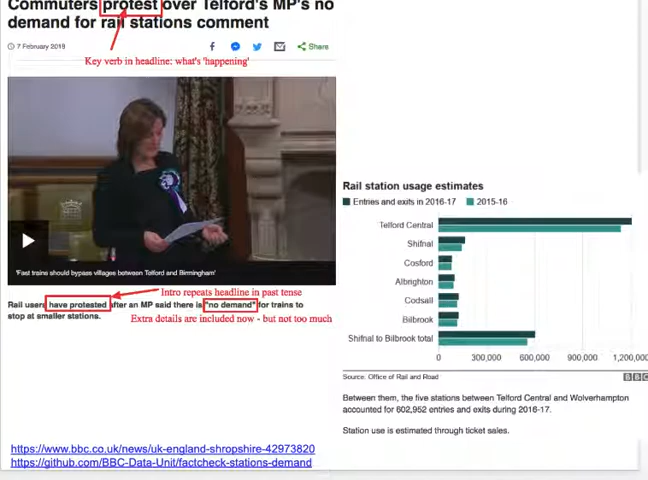 Commuters protest over Telford's MP's no
demand for rail stations comment
7 February 2018
Share
Key verb in headline: what's 'happening'
'Fast trains should bypass villages between Telford and Birmingham'
Intro repeats headline in past tense
Rail users have protested after an MP said there is "no demand" for trains to
stop at smaller stations.
Extra details are included now - but not too much
https://www.bbc.co.uk/news/uk-england-shropshire-42973820
https://github.com/BBC-Data-Unit/factcheck-stations-demand
Rail station usage estimates
Entries and exits in 2016-17 2015-16
Telford Central
Shifnal
Cosford
Albrighton
Codsall
Bilbrook
Shifnal to Bilbrook total
0 300,000 600,000 900,000 1,200,000
Source: Office of Rail and Road
BBC
Between them, the five stations between Telford Central and Wolverhampton
accounted for 602,952 entries and exits during 2016-17.
Station use is estimated through ticket sales.